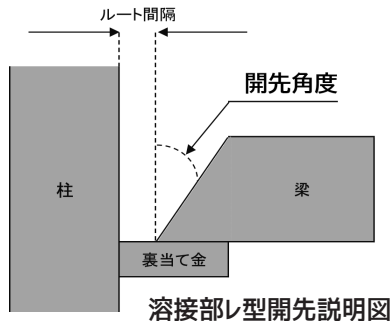 ルート間隔
開先角度
柱
梁
裏当て金
溶接部レ型開先説明図